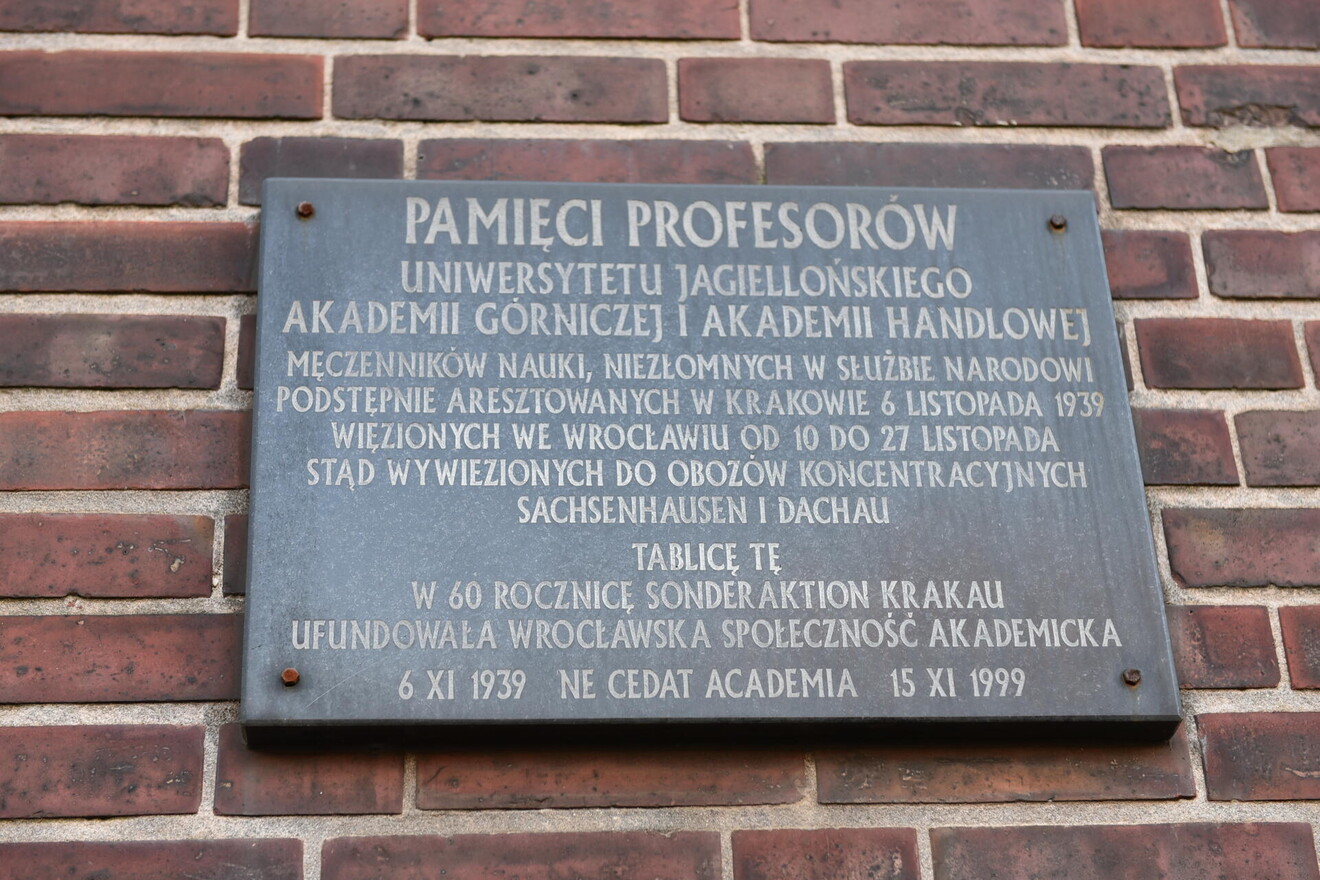 PAMIĘCI PROFESORÓW
UNIWERSYTETU JAGIELLOŃSKIEGO
AKADEMII GÓRNICZEJ I AKADEMII HANDLOWEJ
MĘCZENNIKÓW NAUKI, NIEZŁOMNYCH W SŁUŻBIE NARODOWI
PODSTĘPNIE ARESZTOWANYCH W KRAKOWIE 6 LISTOPADA 1939
WIĘZIONYCH WE WROCŁAWIU OD 10 DO 27 LISTOPADA
STĄD WYWIEZIONYCH DO OBOZÓW KONCENTRACYJNYCH
SACHSENHAUSEN I DACHAU
TABLICĘ TĘ
W 60 ROCZNICĘ SONDERAKTION KRAKAU
UFUNDOWAŁA WROCŁAWSKA SPOŁECZNOŚĆ AKADEMICKA
6 XI 1939 NE CEDAT ACADEMIA 15 XI 1999